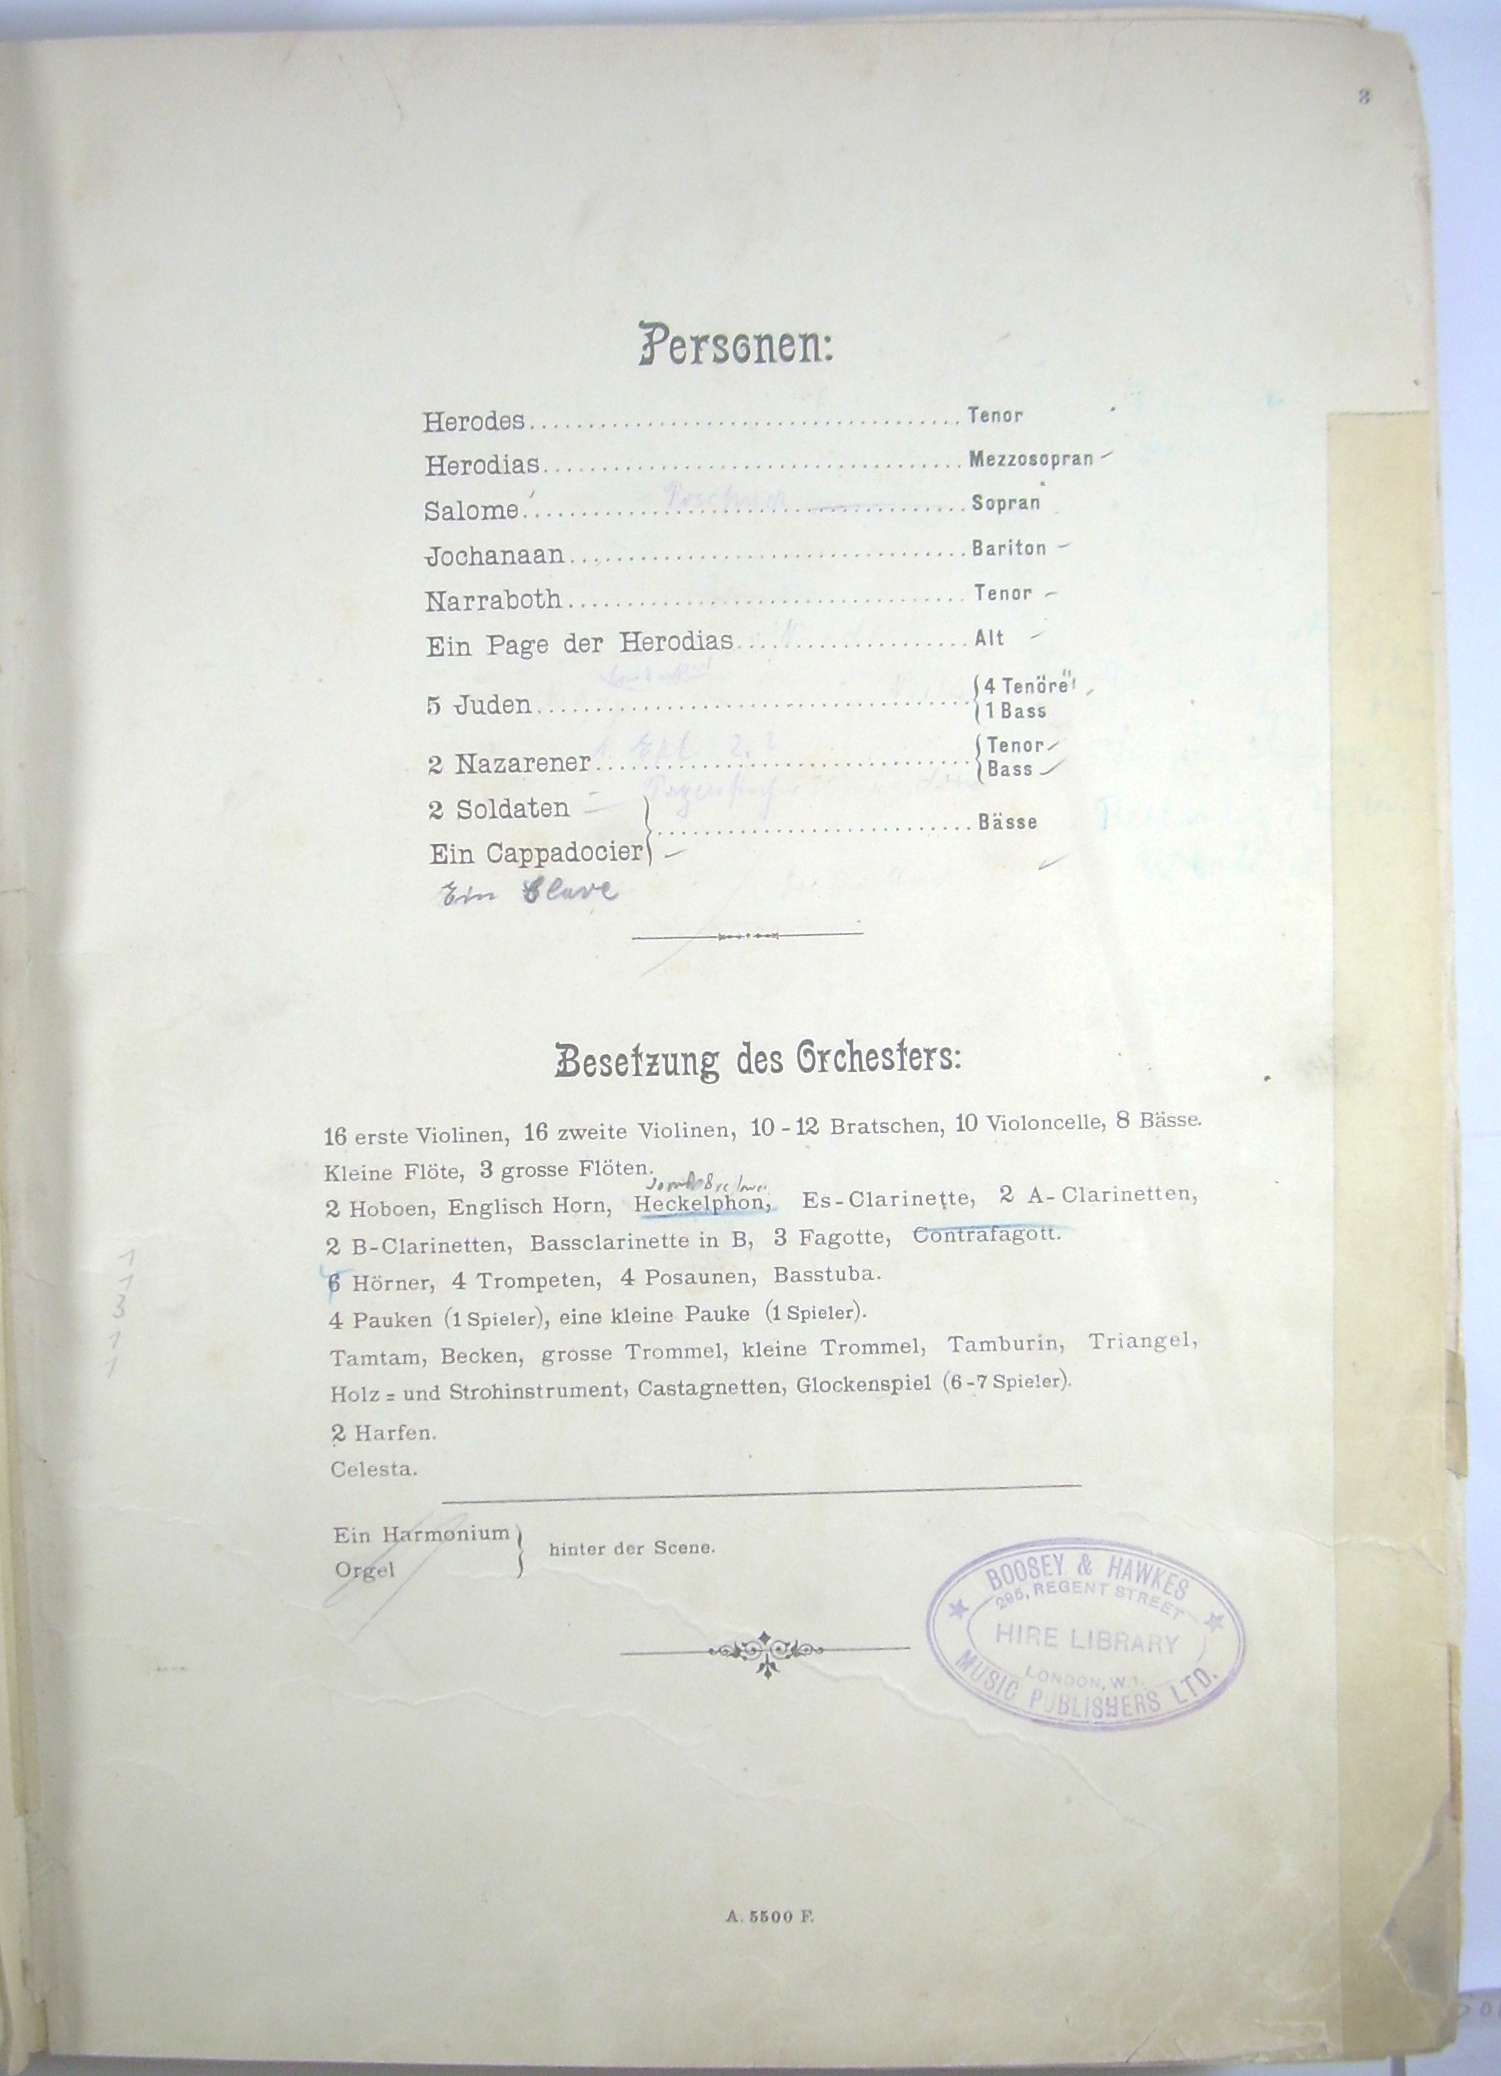 3
Personen:
Herodes........................................Tenor
Herodias........................................Mezzosopran
Salome........................................Sopran
Jochanaan........................................Bariton
Narraboth........................................Tenor
Ein Page der Herodias........................Alt
5 Juden........................................{4 Tenöre
1 Bass
2 Nazarener........................................{Tenor
Bass
2 Soldaten
Ein Cappadocier}........................Bässe
Ein Sclave
Besetzung des Orchesters:
16 erste Violinen, 16 zweite Violinen, 10-12 Bratschen, 10 Violoncelle, 8 Bässe.
Kleine Flöte, 3 grosse Flöten.
2 Hoboen, Englisch Horn, Heckelphon, Es-Clarinette, 2 A-Clarinetten,
2 B-Clarinetten, Bassclarinette in B, 3 Fagotte, Contrafagott.
6 Hörner, 4 Trompeten, 4 Posaunen, Basstuba.
4 Pauken (1 Spieler), eine kleine Pauke (1 Spieler).
Tamtam, Becken, grosse Trommel, kleine Trommel, Tamburin, Triangel,
Holz= und Strohinstrument, Castagnetten, Glockenspiel (6-7 Spieler).
2 Harfen.
Celesta.
1
1
3
1
1
Ein Harmonium
Orgel} hinter der Scene.
BOOSEY & HAWKES
295, REGENT STREET
HIRE LIBRARY
LONDON, W.1.
MUSIC PUBLISHERS LTD.
A. 5500 F.